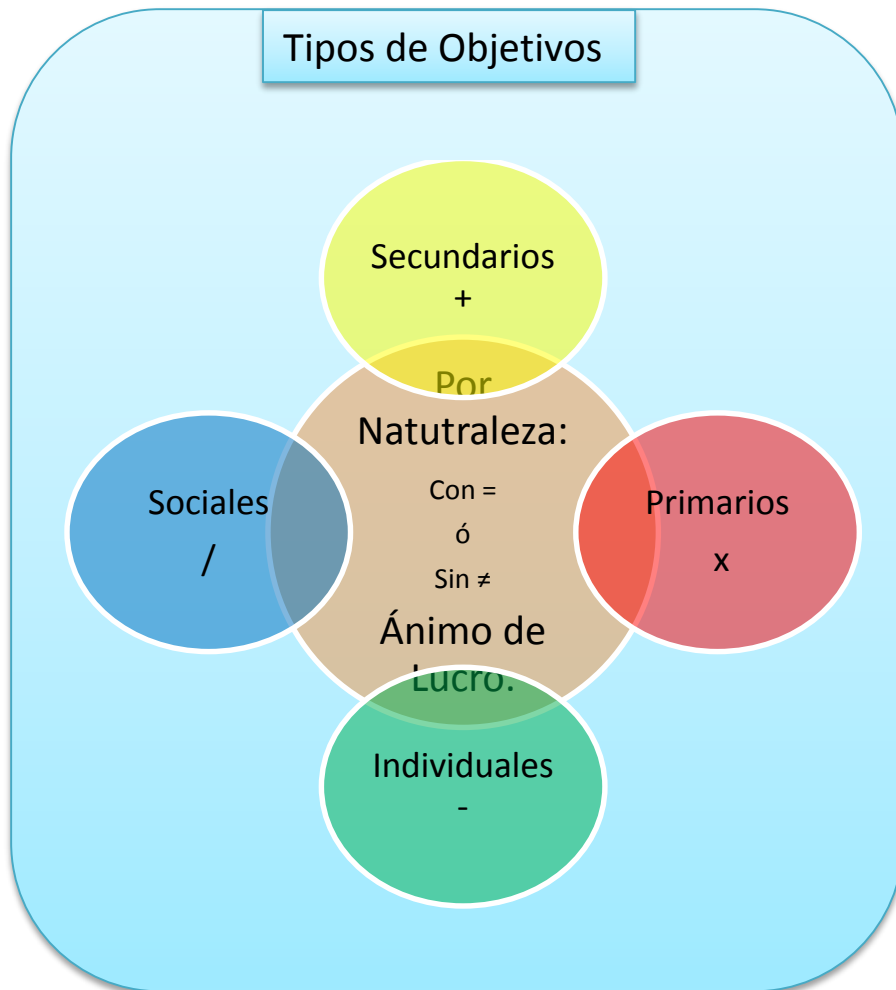 Tipos de Objetivos
Secundarios
+
Por
Natutraleza:
Con =
ó
Sin ≠
Ánimo de
Lucro.
Sociales
/
Primarios
x
Individuales
-